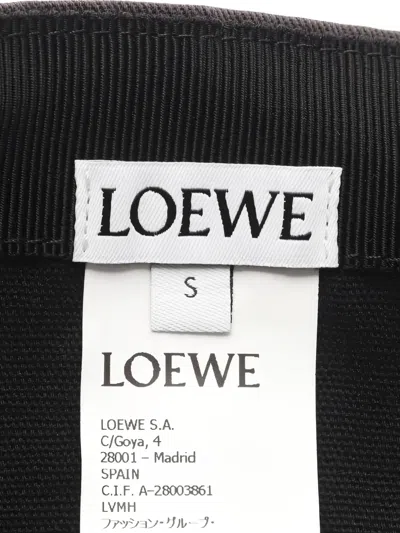 LOEWE
S
LOEWE
LOEWE S.A.
C/Goya, 4
28001 – Madrid
SPAIN
C.I.F. A-28003861
LVMH
ファッション・グループ・